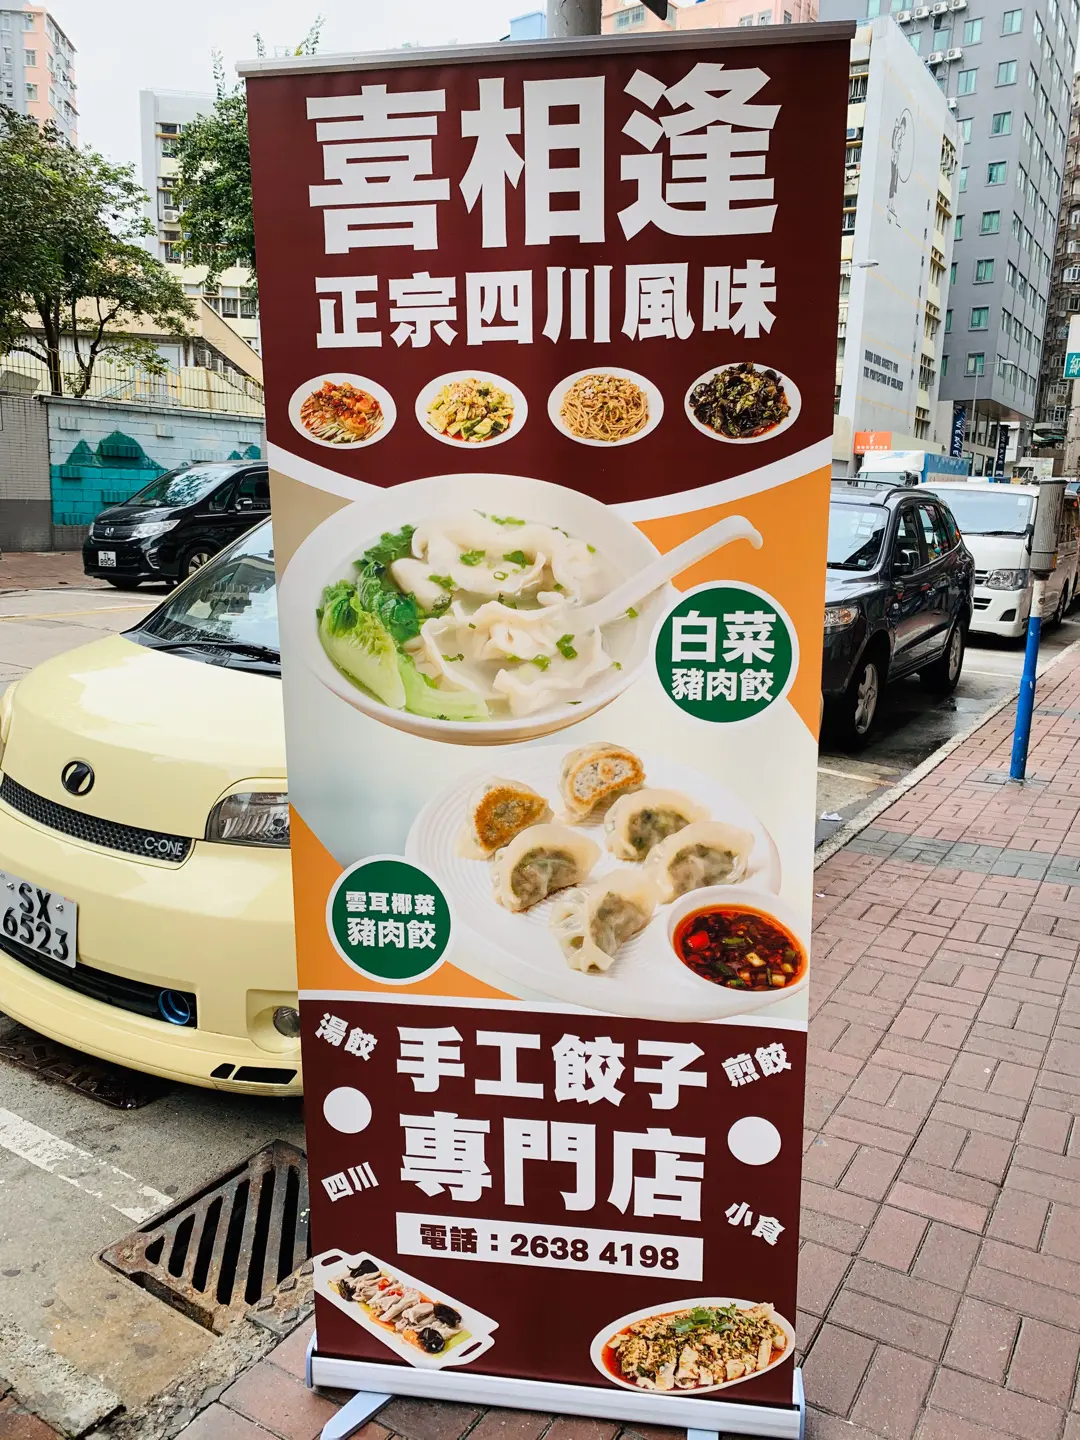 喜相逢
正宗四川風味
白菜
豬肉餃
雲耳椰菜
豬肉餃
湯餃
手工餃子
煎餃
專門店
四川
小食
電話：2638 4198
C-ONE
SX
6523
WEAVE